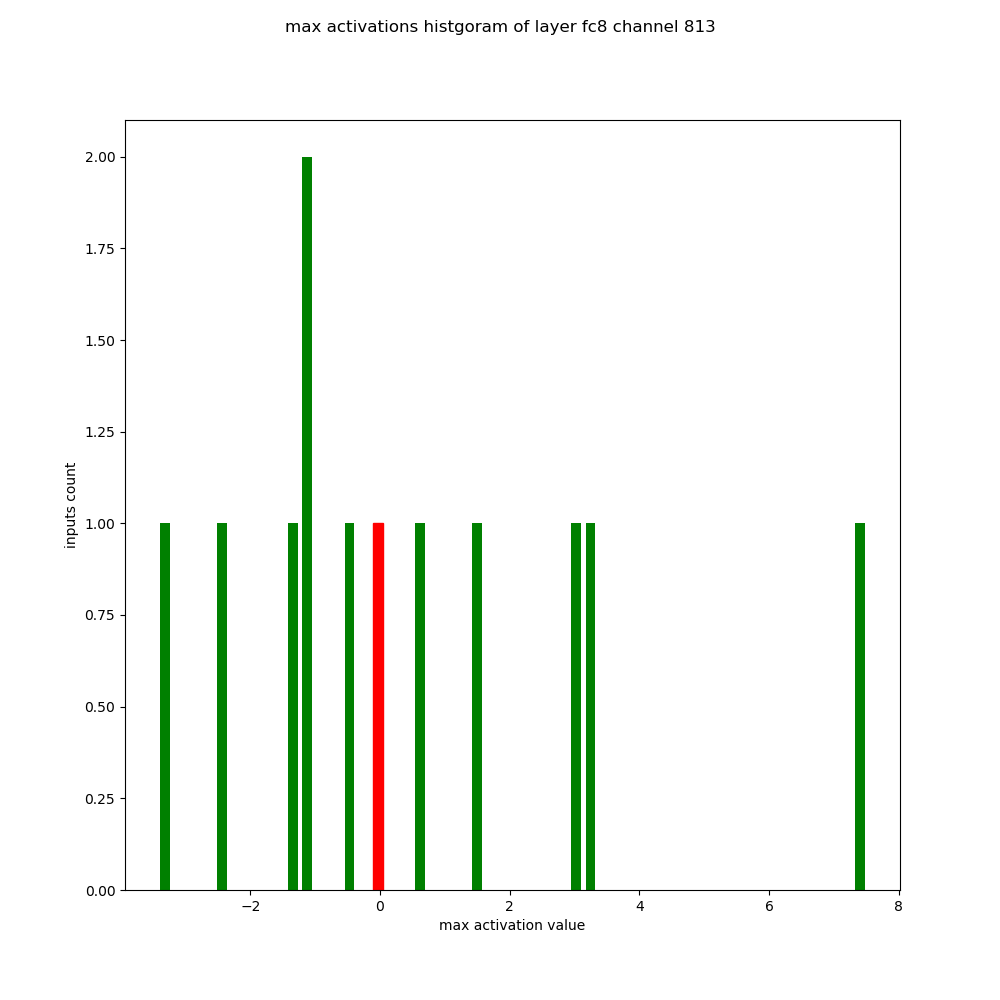 max activations histgoram of layer fc8 channel 813
2.00
1.75
1.50
1.25
1.00
0.75
0.50
0.25
0.00
inputs count
−2 0 2 4 6 8
max activation value